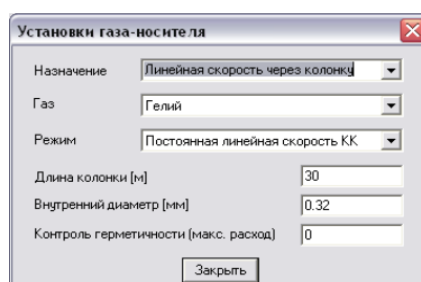 Установки газа-носителя
Назначение Линейная скорость через колонку
Газ Гелий
Режим Постоянная линейная скорость КК
Длина колонки [м] 30
Внутренний диаметр [мм] 0.32
Контроль герметичности (макс. расход) 0
Закрыть